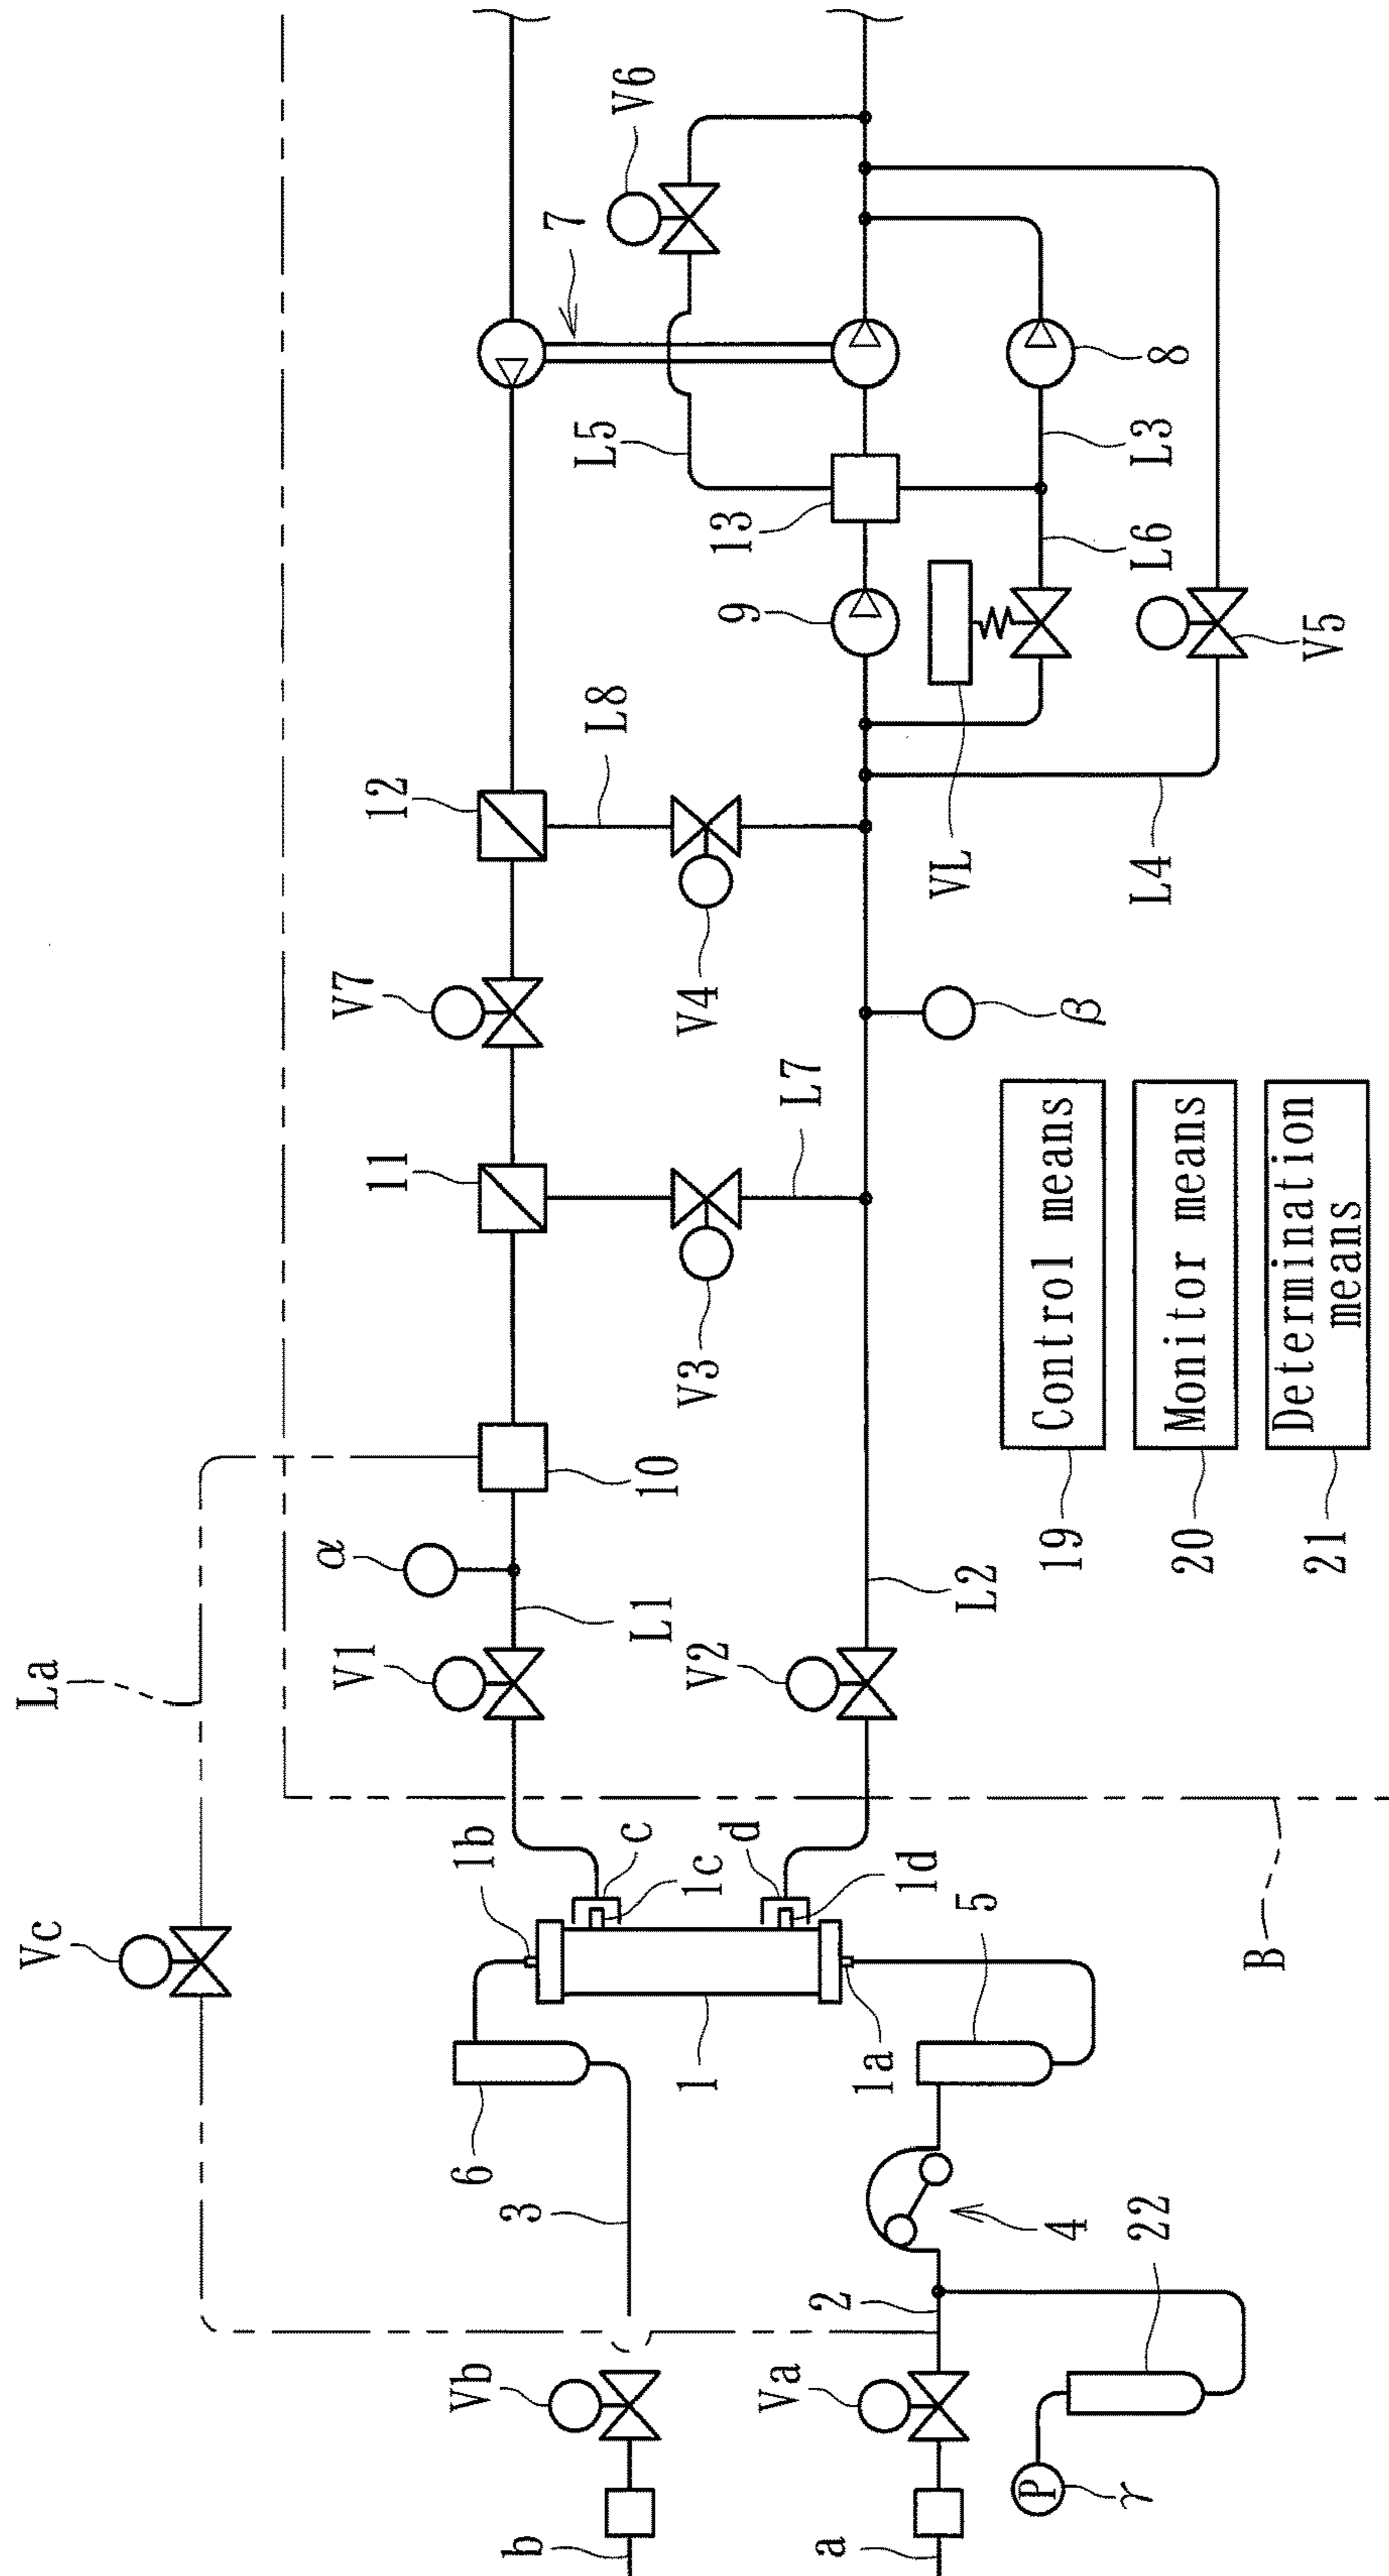 La
Vc
V1
α
10
11
V7
12
L8
V6
7
L5
13
9
L3
L6
8
V5
VL
L4
V4
β
L7
V3
L1
V2
L2
Control means
19
Monitor means
20
Determination
means
21
1b
c
1c
d
1d
5
B
6
1
1a
3
4
2
22
Vb
Va
b
a
P
γ